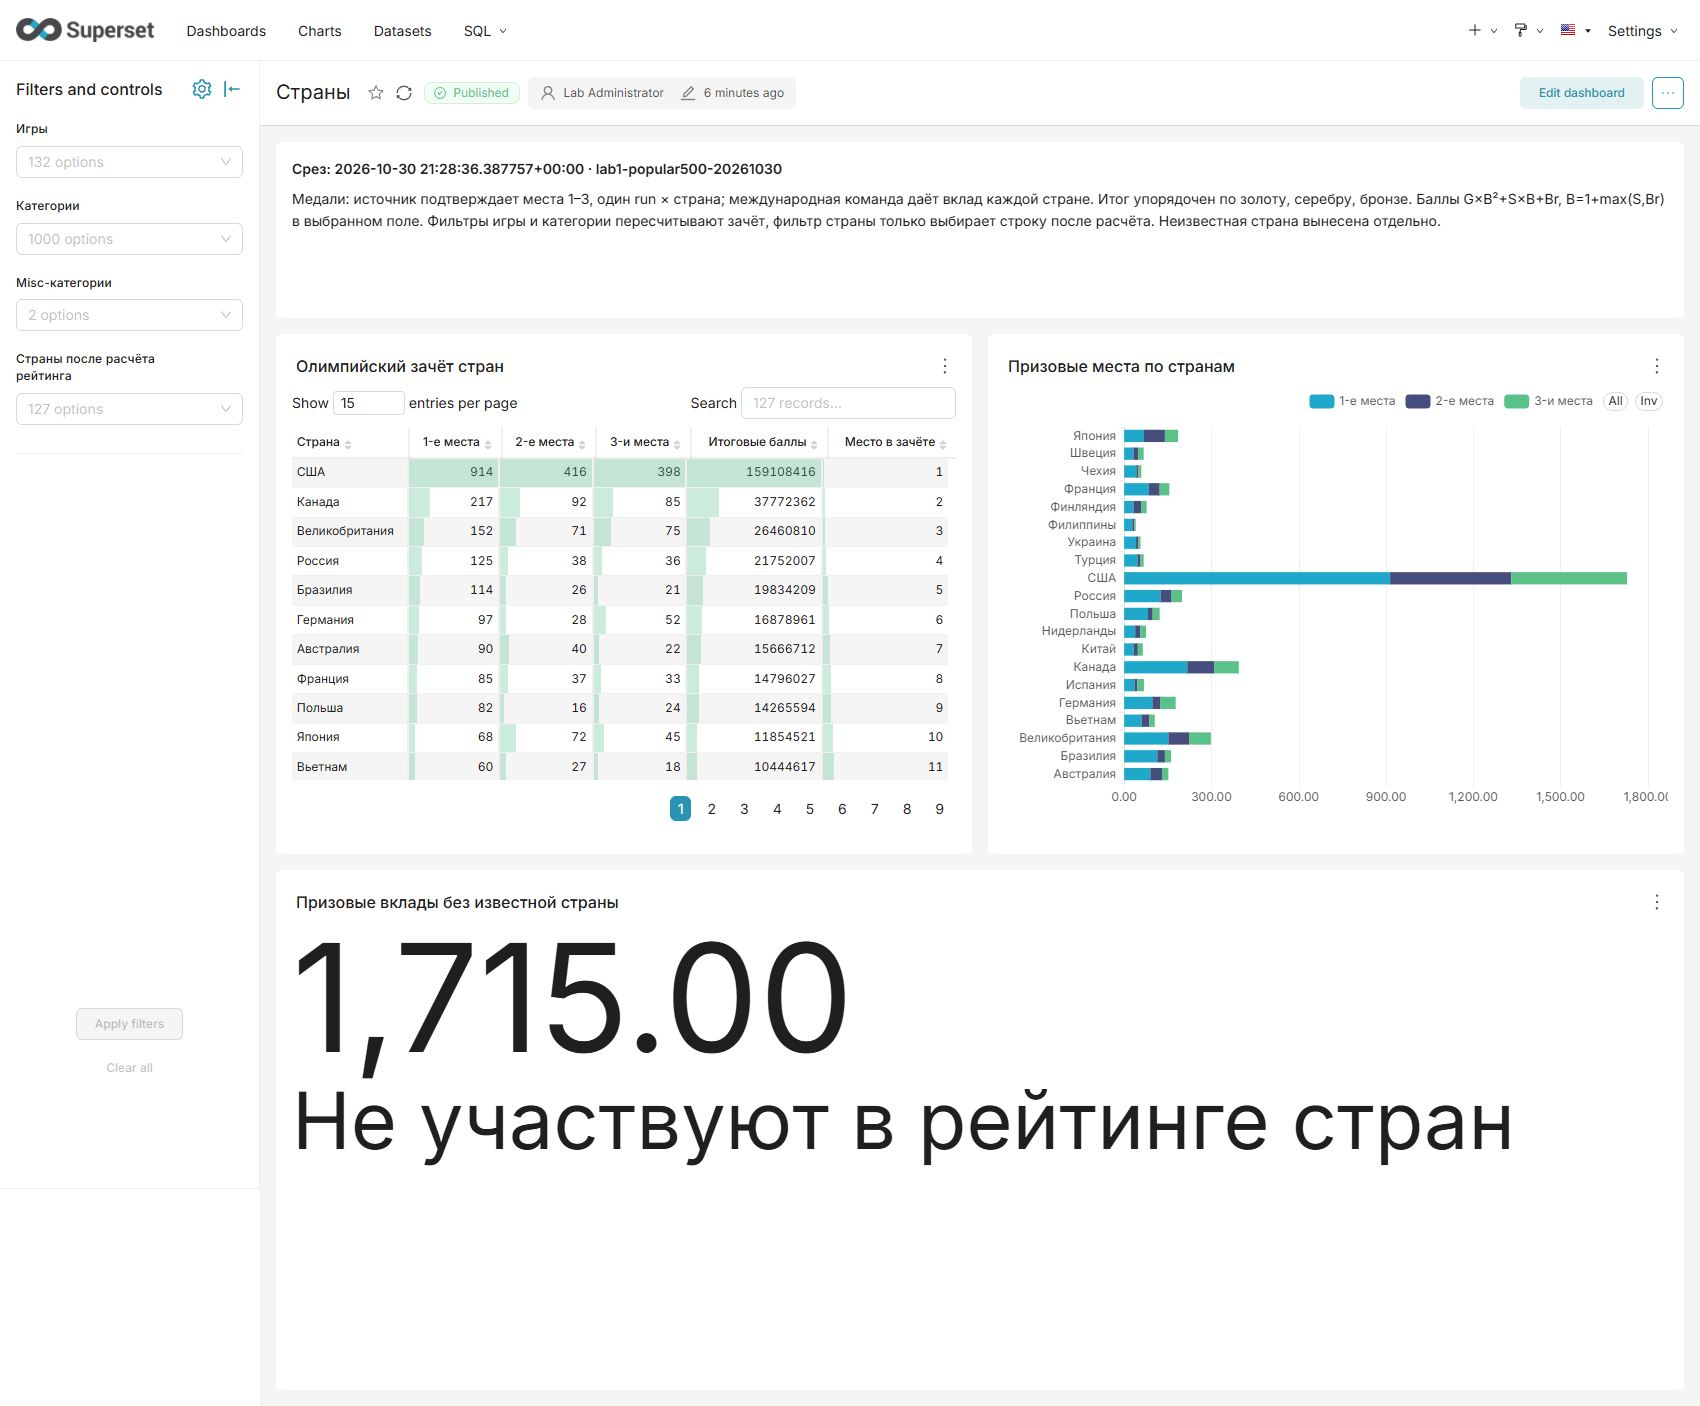 Superset
Dashboards
Charts
Datasets
SQL
Settings
Filters and controls
Игры
132 options
Категории
1000 options
Misc-категории
2 options
Страны после расчёта
рейтинга
127 options
Apply filters
Clear all
Страны
Published
Lab Administrator
6 minutes ago
Edit dashboard
Срез: 2026-10-30 21:28:36.387757+00:00 · lab1-popular500-20261030
Медали: источник подтверждает места 1–3, один run × страна; международная команда даёт вклад каждой стране. Итог упорядочен по золоту, серебру, бронзе. Баллы G×B²+S×B+Br, B=1+max(S,Br)
в выбранном поле. Фильтры игры и категории пересчитывают зачёт, фильтр страны только выбирает строку после расчёта. Неизвестная страна вынесена отдельно.
Олимпийский зачёт стран
Show 15 entries per page
Search 127 records...
Страна 1-е места 2-е места 3-и места Итоговые баллы Место в зачёте
США 914 416 398 159108416 1
Канада 217 92 85 37772362 2
Великобритания 152 71 75 26460810 3
Россия 125 38 36 21752007 4
Бразилия 114 26 21 19834209 5
Германия 97 28 52 16878961 6
Австралия 90 40 22 15666712 7
Франция 85 37 33 14796027 8
Польша 82 16 24 14265594 9
Япония 68 72 45 11854521 10
Вьетнам 60 27 18 10444617 11
1 2 3 4 5 6 7 8 9
Призовые места по странам
1-е места 2-е места 3-и места All Inv
Япония
Швеция
Чехия
Франция
Финляндия
Филиппины
Украина
Турция
США
Россия
Польша
Нидерланды
Китай
Канада
Испания
Германия
Вьетнам
Великобритания
Бразилия
Австралия
0.00 300.00 600.00 900.00 1,200.00 1,500.00 1,800.0
Призовые вклады без известной страны
1,715.00
Не участвуют в рейтинге стран